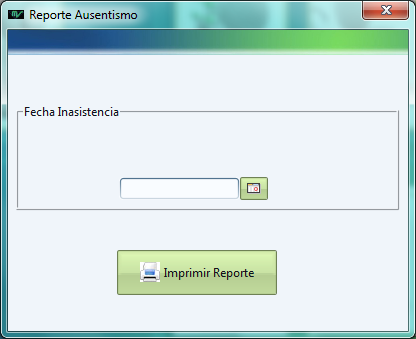 Reporte Ausentismo
Fecha Inasistencia
Imprimir Reporte